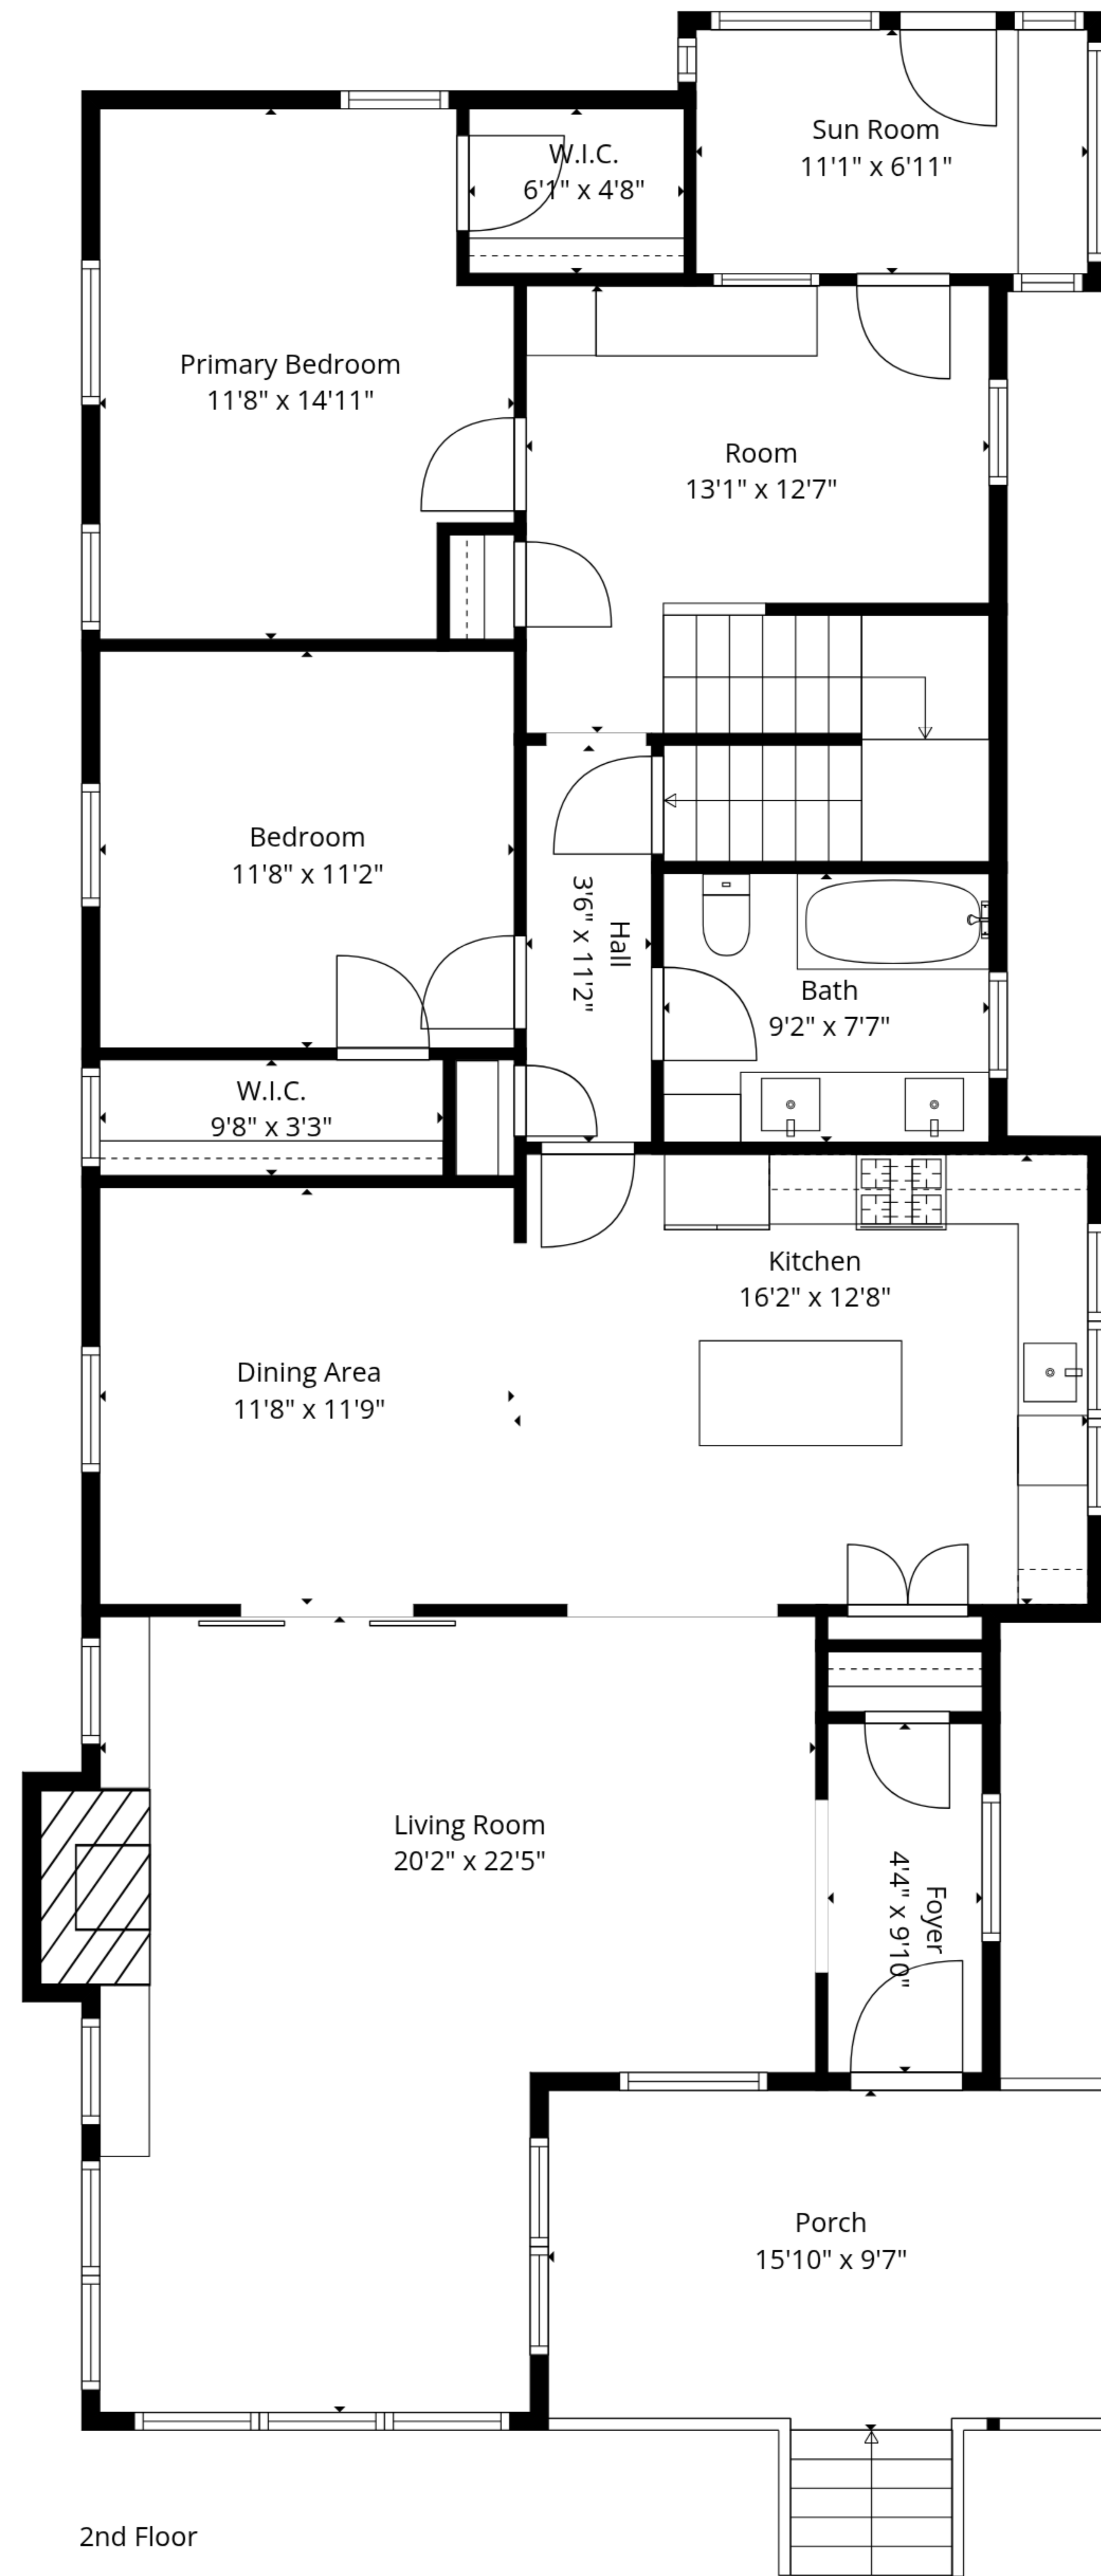 Sun Room
11'1" x 6'11"
W.I.C.
6'1" x 4'8"
Primary Bedroom
11'8" x 14'11"
Room
13'1" x 12'7"
Bedroom
11'8" x 11'2"
Hall
3'6" x 11'2"
Bath
9'2" x 7'7"
W.I.C.
9'8" x 3'3"
Kitchen
16'2" x 12'8"
Dining Area
11'8" x 11'9"
Living Room
20'2" x 22'5"
Foyer
4'4" x 9'10"
Porch
15'10" x 9'7"
2nd Floor